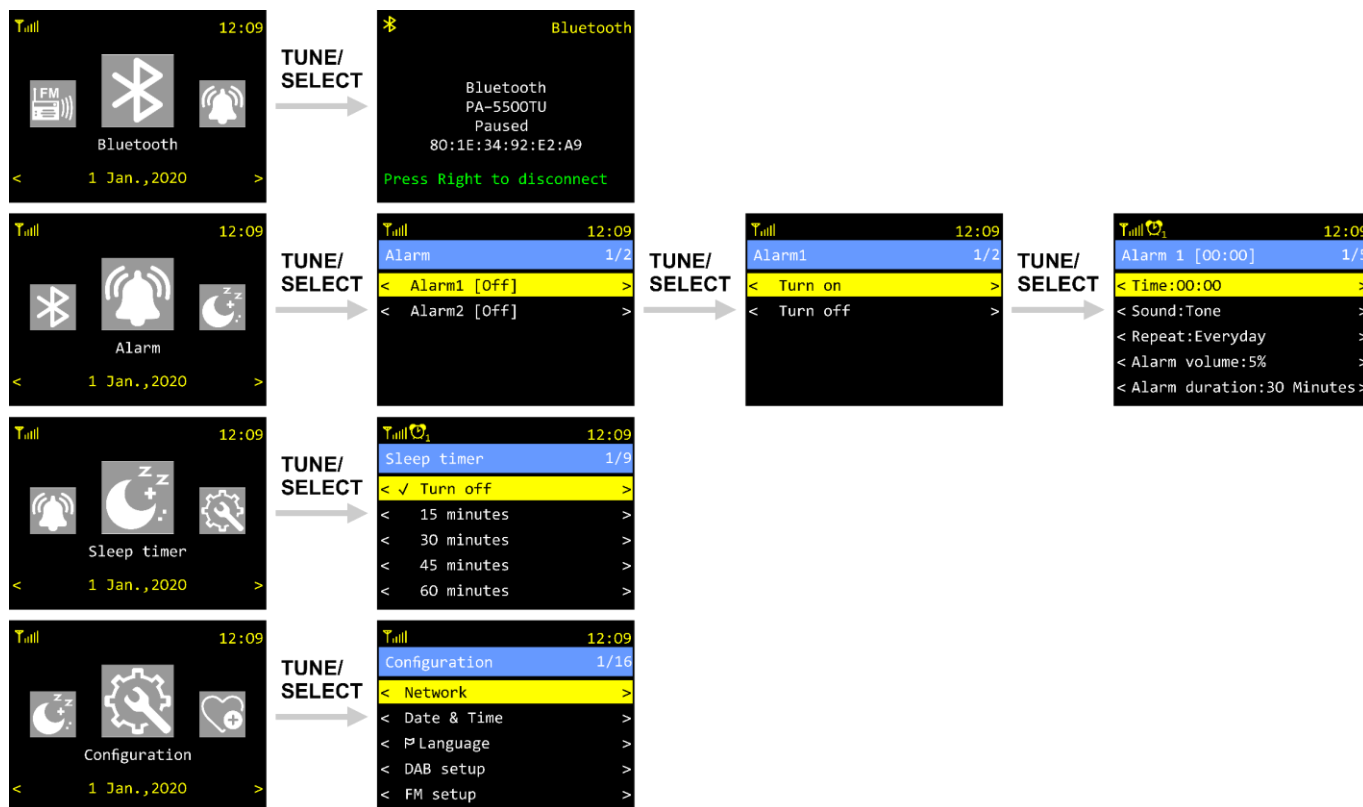 12:09
FM
Bluetooth
< 1 Jan.,2020 >
TUNE/
SELECT
Bluetooth
Bluetooth
PA-5500TU
Paused
80:1E:34:92:E2:A9
Press Right to disconnect
12:09
Alarm
< 1 Jan.,2020 >
TUNE/
SELECT
12:09
Alarm 1/2
< Alarm1 [Off] >
< Alarm2 [Off] >
TUNE/
SELECT
12:09
Alarm1 1/2
< Turn on >
< Turn off >
TUNE/
SELECT
1 12:09
Alarm 1 [00:00] 1/5
< Time:00:00 >
< Sound:Tone >
< Repeat:Everyday >
< Alarm volume:5% >
< Alarm duration:30 Minutes >
12:09
z z
Sleep timer
< 1 Jan.,2020 >
TUNE/
SELECT
1 12:09
Sleep timer 1/9
< ✓ Turn off >
< 15 minutes >
< 30 minutes >
< 45 minutes >
< 60 minutes >
12:09
z z
Configuration
< 1 Jan.,2020 >
TUNE/
SELECT
12:09
Configuration 1/16
< Network >
< Date & Time >
< Language >
< DAB setup >
< FM setup >